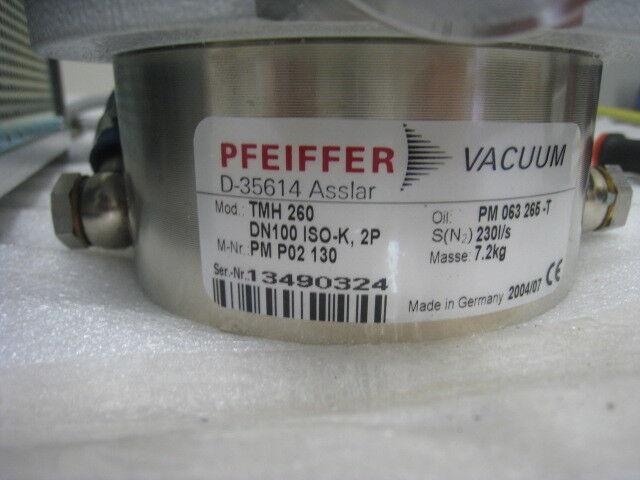 PFEIFFER VACUUM
D-35614 Asslar
Mod.: TMH 260
DN100 ISO-K, 2P
M-Nr.: PM P02 130
Ser.-Nr. 13490324
Oil: PM 063 265 -T
S(N₂) 230l/s
Masse: 7.2kg
Made in Germany 2004/07 CE